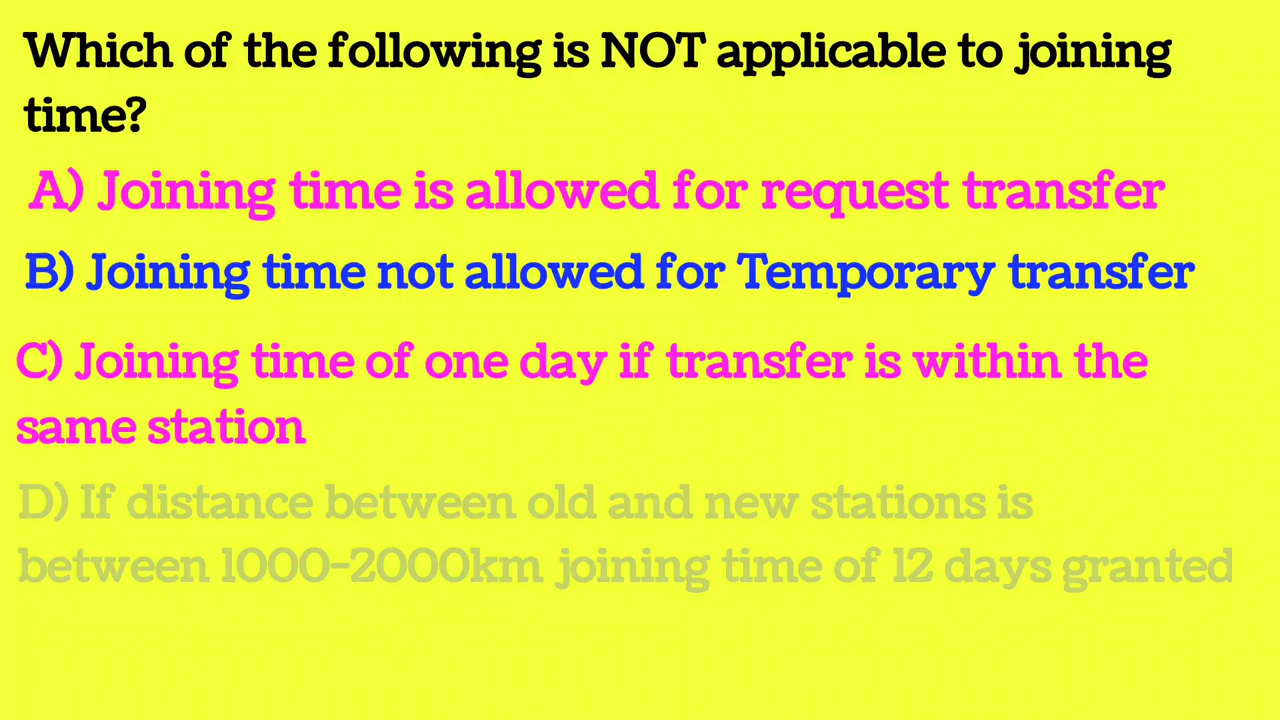 Which of the following is NOT applicable to joining
time?
A) Joining time is allowed for request transfer
B) Joining time not allowed for Temporary transfer
C) Joining time of one day if transfer is within the
same station
D) If distance between old and new stations is
between 1000-2000km joining time of 12 days granted